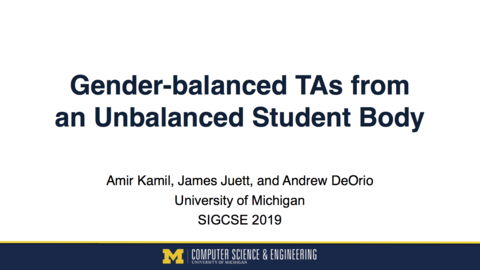 Gender-balanced TAs from
an Unbalanced Student Body
Amir Kamil, James Juett, and Andrew DeOrio
University of Michigan
SIGCSE 2019
M
COMPUTER SCIENCE & ENGINEERING
UNIVERSITY OF MICHIGAN